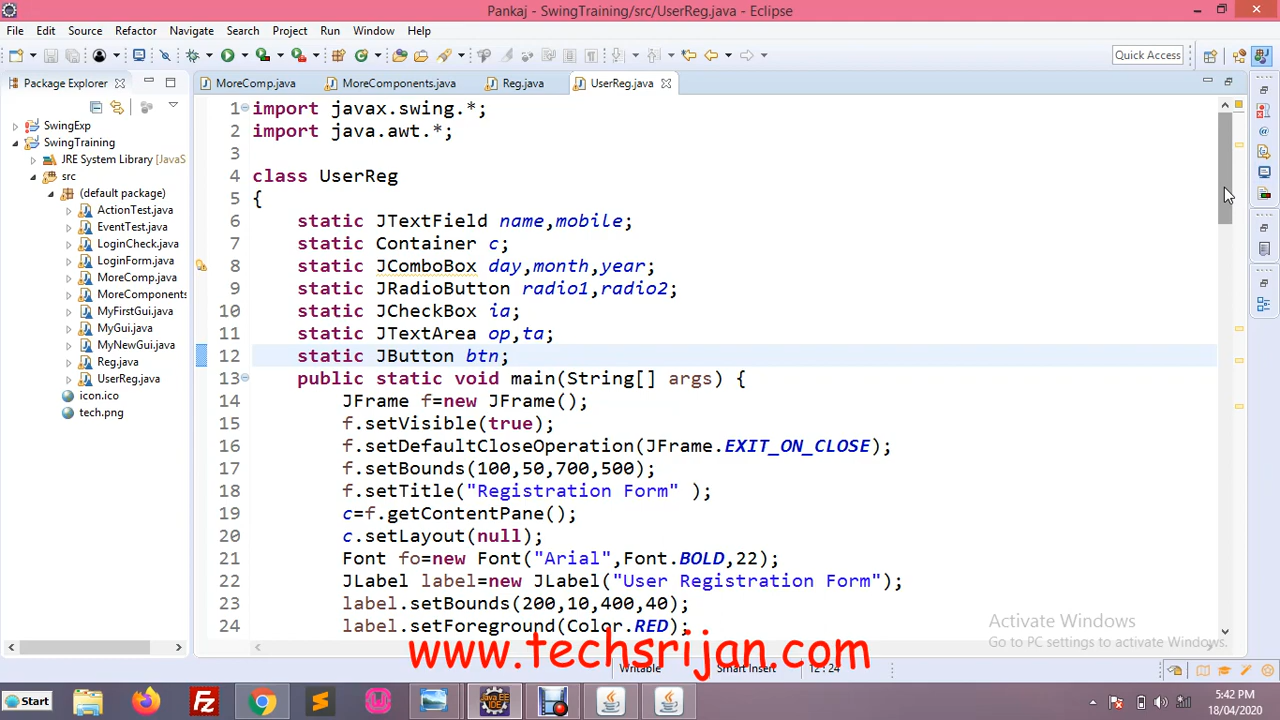 Pankaj - SwingTraining/src/UserReg.java - Eclipse
File Edit Source Refactor Navigate Search Project Run Window Help
Quick Access
Package Explorer
MoreComp.java MoreComponents.java Reg.java UserReg.java
SwingExp
SwingTraining
JRE System Library [JavaS
src
(default package)
ActionTest.java
EventTest.java
LoginCheck.java
LoginForm.java
MoreComp.java
MoreComponents
MyFirstGui.java
MyGui.java
MyNewGui.java
Reg.java
UserReg.java
icon.ico
tech.png
1 import javax.swing.*;
2 import java.awt.*;
3
4 class UserReg
5 {
6 static JTextField name,mobile;
7 static Container c;
8 static JComboBox day,month,year;
9 static JRadioButton radio1,radio2;
10 static JCheckBox ia;
11 static JTextArea op,ta;
12 static JButton btn;
13 public static void main(String[] args) {
14 JFrame f=new JFrame();
15 f.setVisible(true);
16 f.setDefaultCloseOperation(JFrame.EXIT_ON_CLOSE);
17 f.setBounds(100,50,700,500);
18 f.setTitle("Registration Form" );
19 c=f.getContentPane();
20 c.setLayout(null);
21 Font fo=new Font("Arial",Font.BOLD,22);
22 JLabel label=new JLabel("User Registration Form");
23 label.setBounds(200,10,400,40);
24 label.setForeground(Color.RED);
Activate Windows
Go to PC settings to activate Windows.
www.techsrijan.com
Writable Smart Insert 12 : 24
Start
Java EE
IDE
5:42 PM
18/04/2020